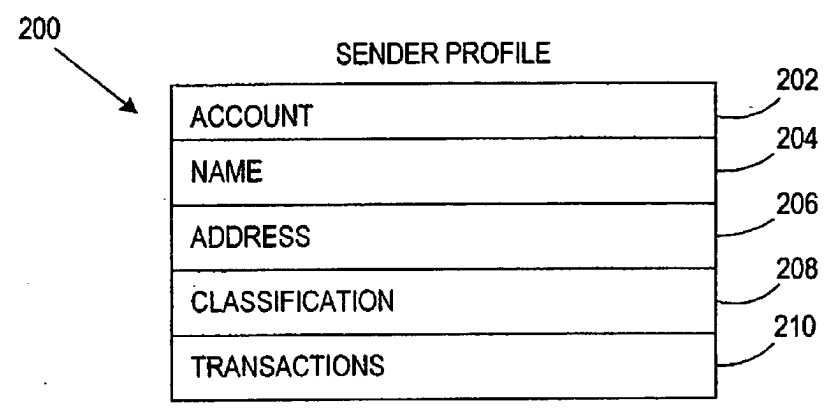 200
SENDER PROFILE
ACCOUNT
202
NAME
204
ADDRESS
206
CLASSIFICATION
208
TRANSACTIONS
210